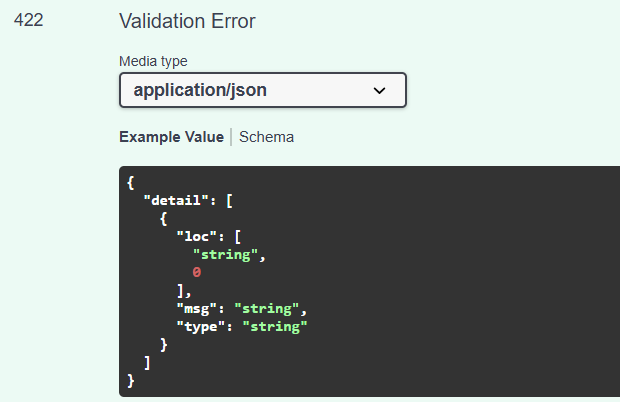 422 Validation Error
Media type
application/json
Example Value | Schema
{
  "detail": [
    {
      "loc": [
        "string",
        0
      ],
      "msg": "string",
      "type": "string"
    }
  ]
}